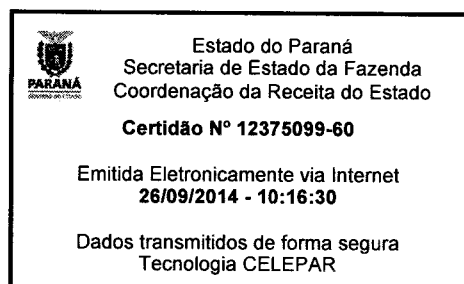 Estado do Paraná
Secretaria de Estado da Fazenda
PARANÁ
Coordenação da Receita do Estado
Certidão Nº 12375099-60
Emitida Eletronicamente via Internet
26/09/2014 - 10:16:30
Dados transmitidos de forma segura
Tecnologia CELEPAR